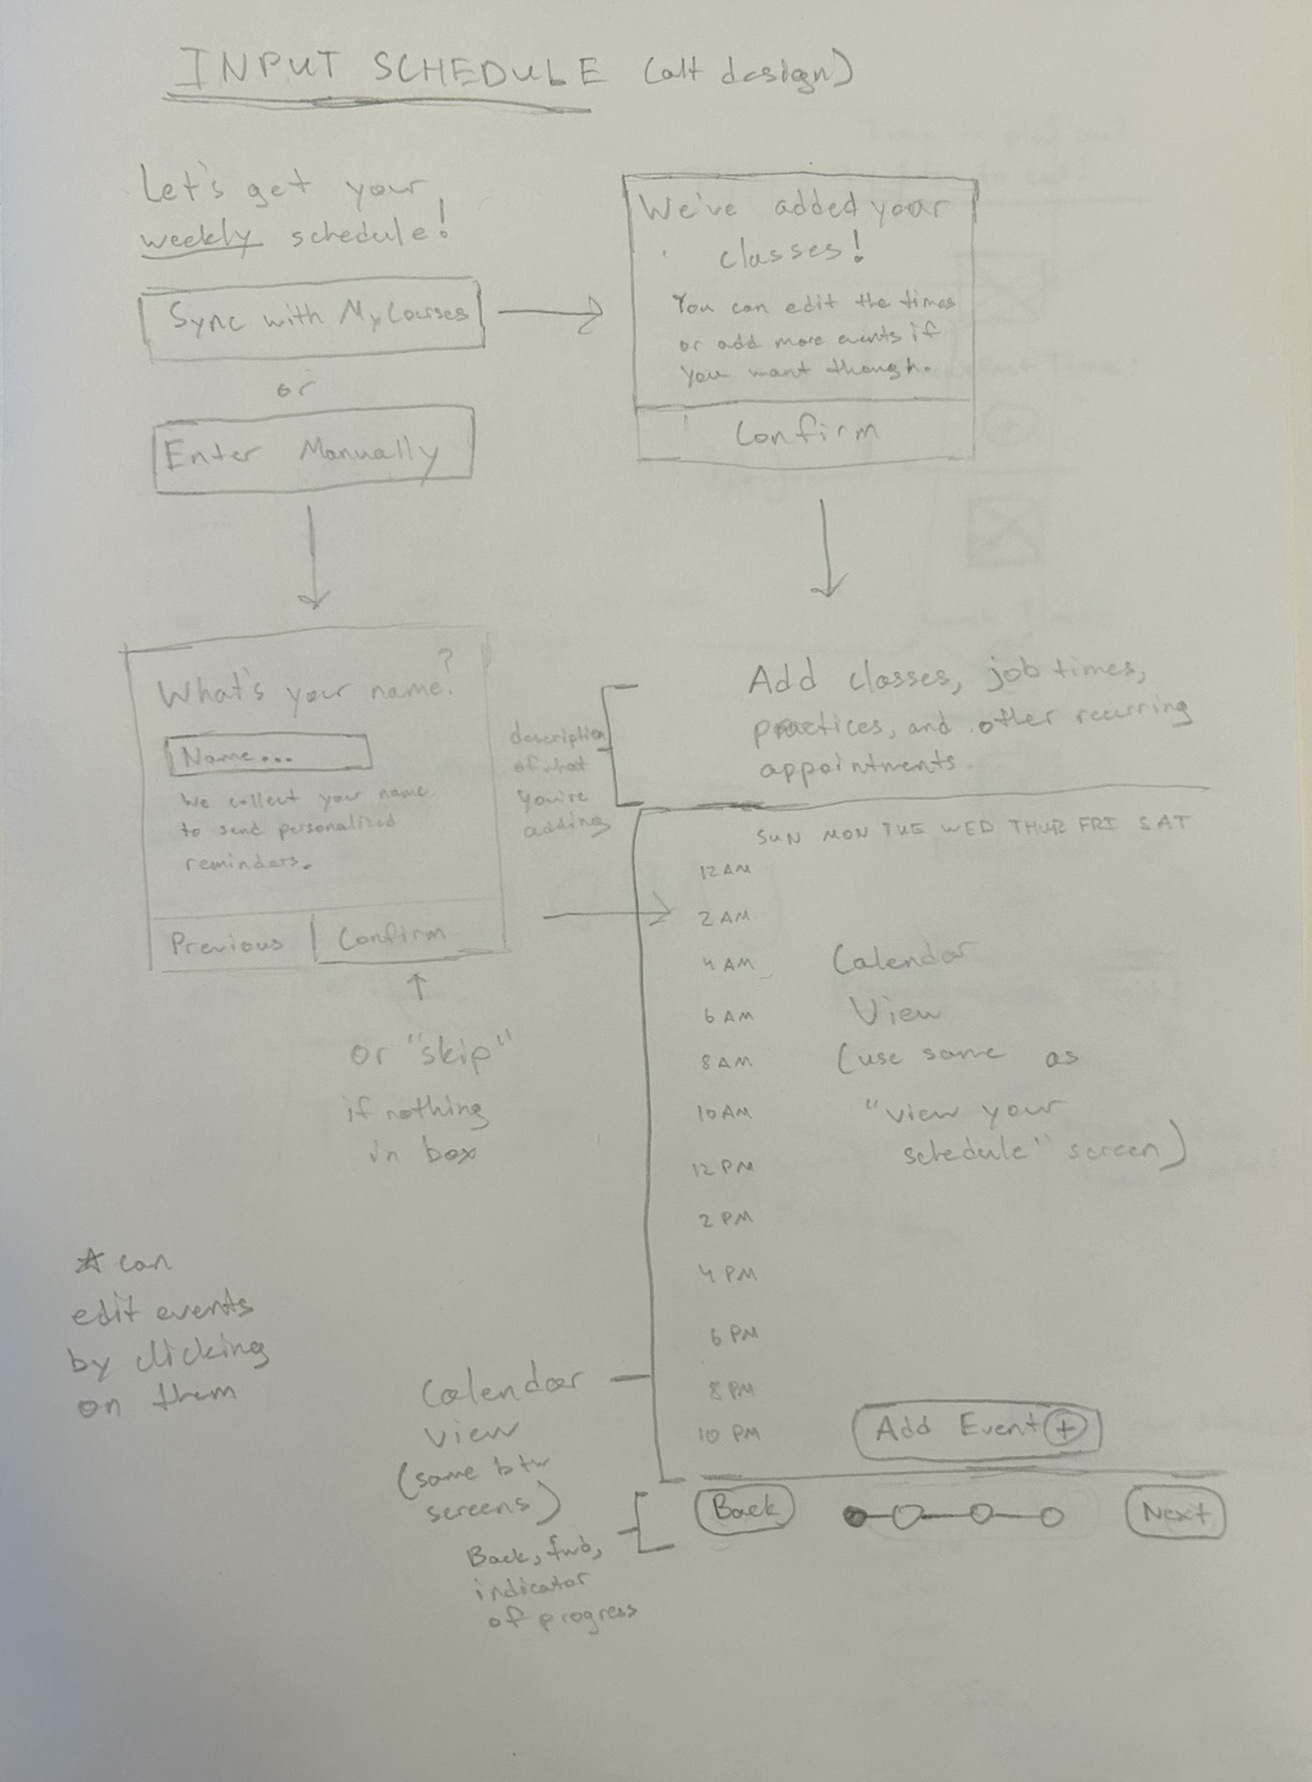 INPUT SCHEDULE (alt design)
Let's get your
weekly schedule!
Sync with MyCourses
or
Enter Manually
We've added your
classes!
You can edit the times
or add more events if
you want though.
Confirm
What's your name?
?
Name...
We collect your name
to send personalized
reminders.
Previous
Confirm
or "skip"
if nothing
in box
description
of what
you're
adding
Add classes, job times,
practices, and other recurring
appointments.
SUN MON TUE WED THUR FRI SAT
12 AM
2 AM
4 AM
6 AM
8 AM
10 AM
12 PM
2 PM
4 PM
6 PM
8 PM
10 PM
Calendar
View
(use same as
"view your
schedule" screen)
Add Event +
Back
Next
☆ can
edit events
by clicking
on them
Calendar
view
(same btw
screens)
Back, fwd,
indicator
of progress